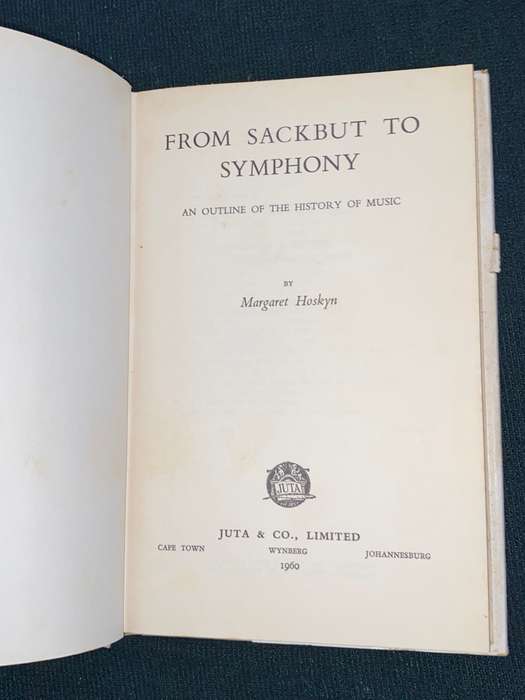 FROM SACKBUT TO
SYMPHONY
AN OUTLINE OF THE HISTORY OF MUSIC
BY
Margaret Hoskyn
JUTA
JUTA & CO., LIMITED
CAPE TOWN WYNBERG JOHANNESBURG
1960